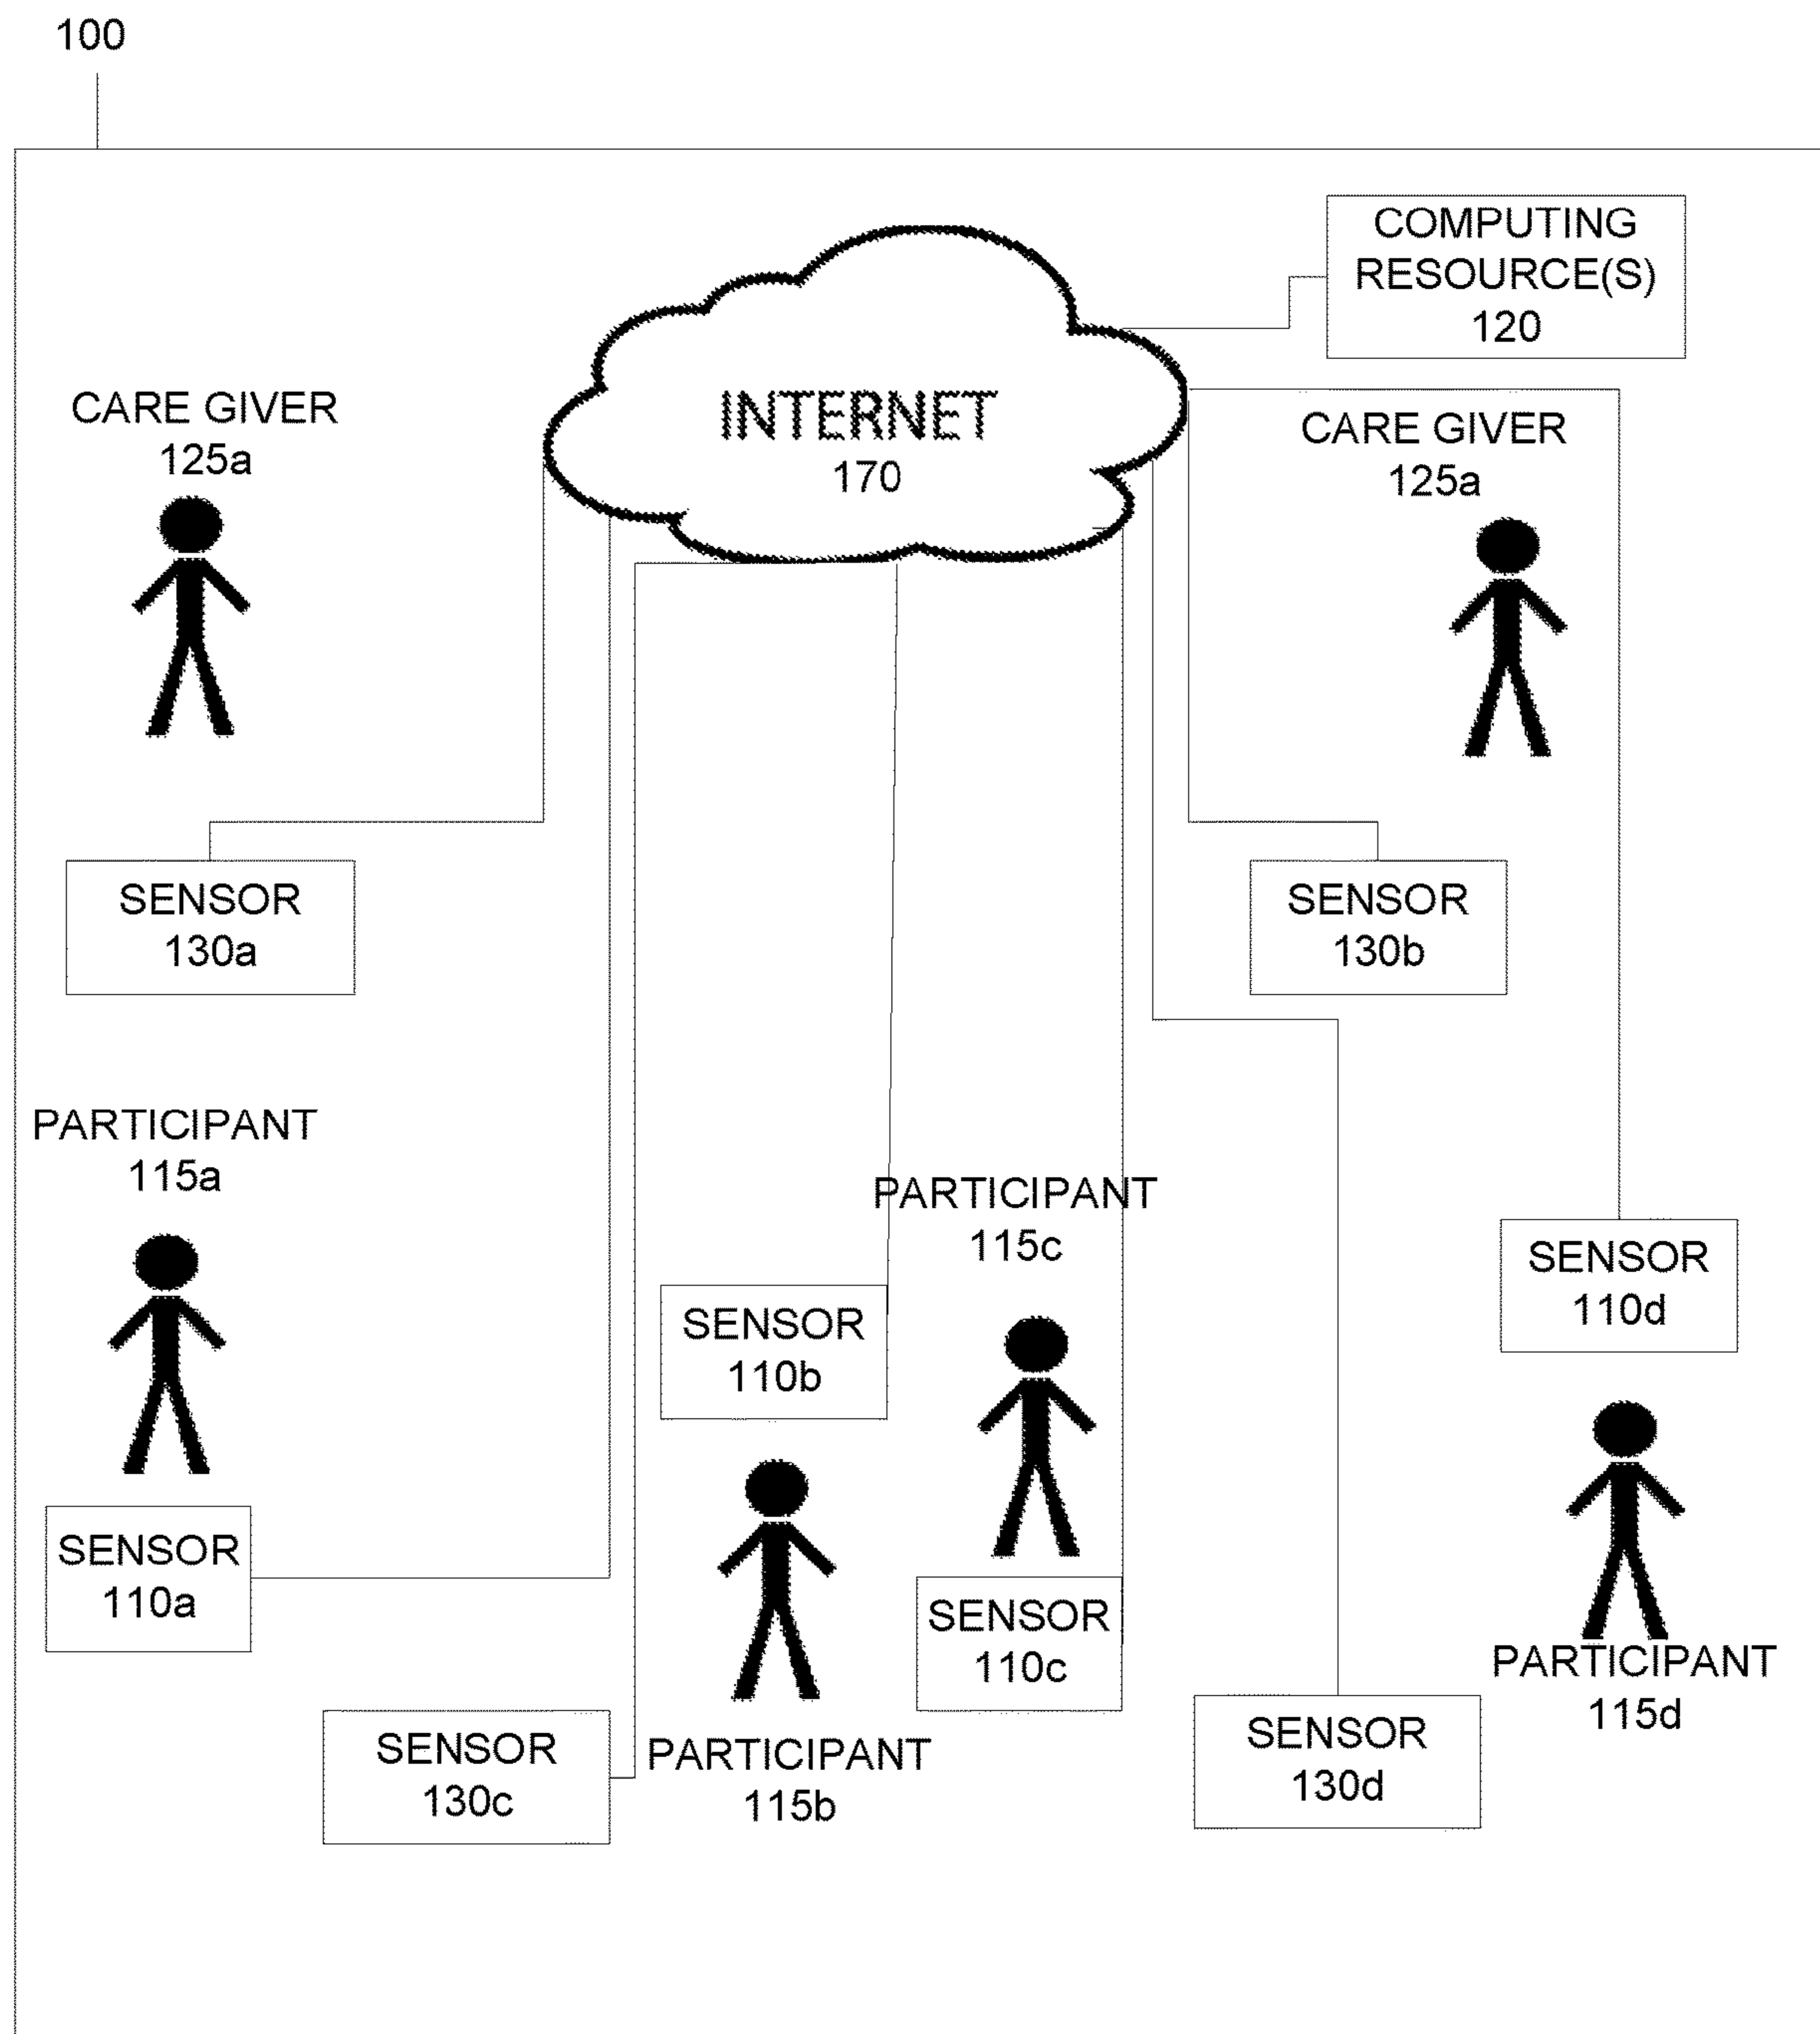 100
COMPUTING
RESOURCE(S)
120
INTERNET
170
CARE GIVER
125a
CARE GIVER
125a
SENSOR
130a
SENSOR
130b
PARTICIPANT
115a
PARTICIPANT
115c
SENSOR
110d
SENSOR
110b
SENSOR
110a
SENSOR
110c
PARTICIPANT
115d
SENSOR
130c
PARTICIPANT
115b
SENSOR
130d